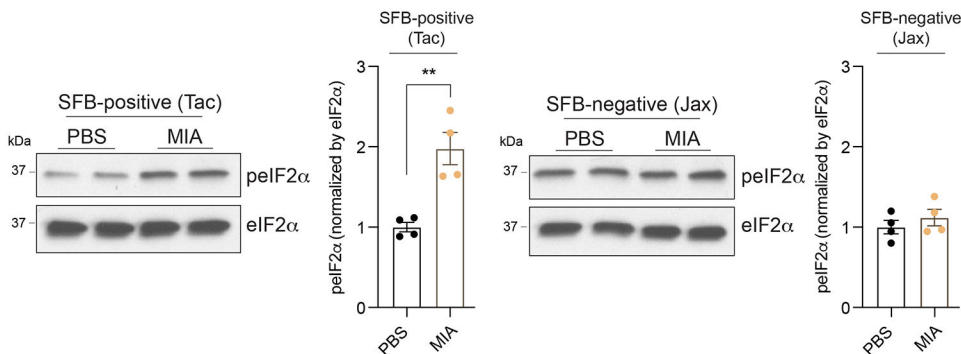 SFB-positive (Tac)
kDa
PBS MIA
37
peIF2α
37
eIF2α
SFB-positive
(Tac)
peIF2α (normalized by eIF2α)
3
2
1
0
**
PBS
MIA
SFB-negative (Jax)
kDa
PBS MIA
37
peIF2α
37
eIF2α
SFB-negative
(Jax)
peIF2α (normalized by eIF2α)
3
2
1
0
PBS
MIA